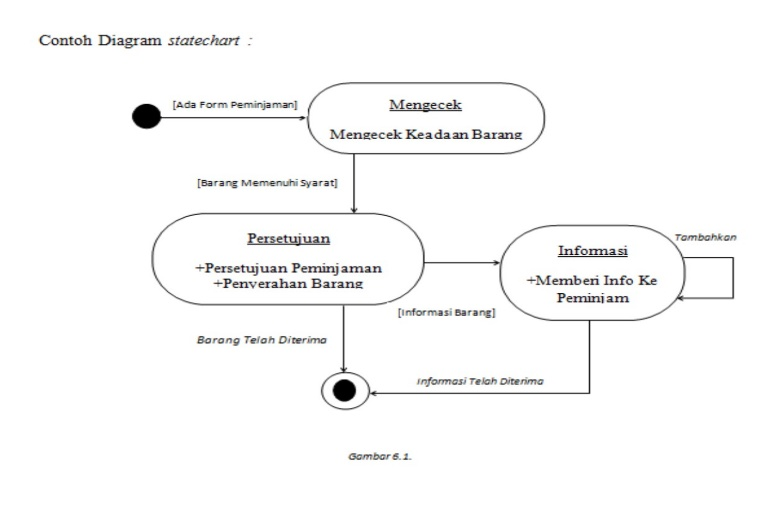 Contoh Diagram statechart :
[Ada Form Peminjaman]
Mengecek
Mengecek Keadaan Barang
[Barang Memenuhi Syarat]
Persetujuan
+Persetujuan Peminjaman
+Penyerahan Barang
Informasi
+Memberi Info Ke
Peminjam
Tambahkan
[Informasi Barang]
Barang Telah Diterima
Informasi Telah Diterima
Gambar 6.1.